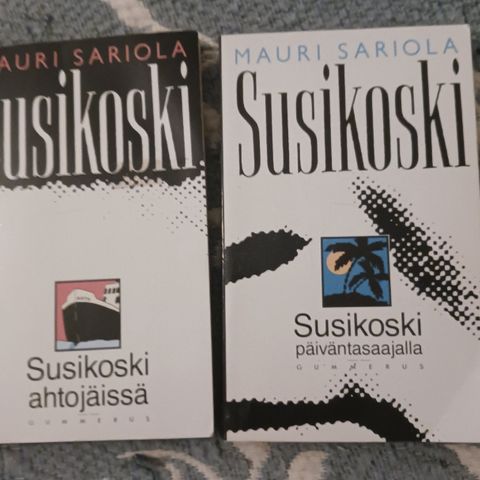 AURI SARIOLA
usikoski
Susikoski
ahtojäissä
GUMMERUS
MAURI SARIOLA
Susikoski
Susikoski
päiväntasaajalla
GUMMERUS